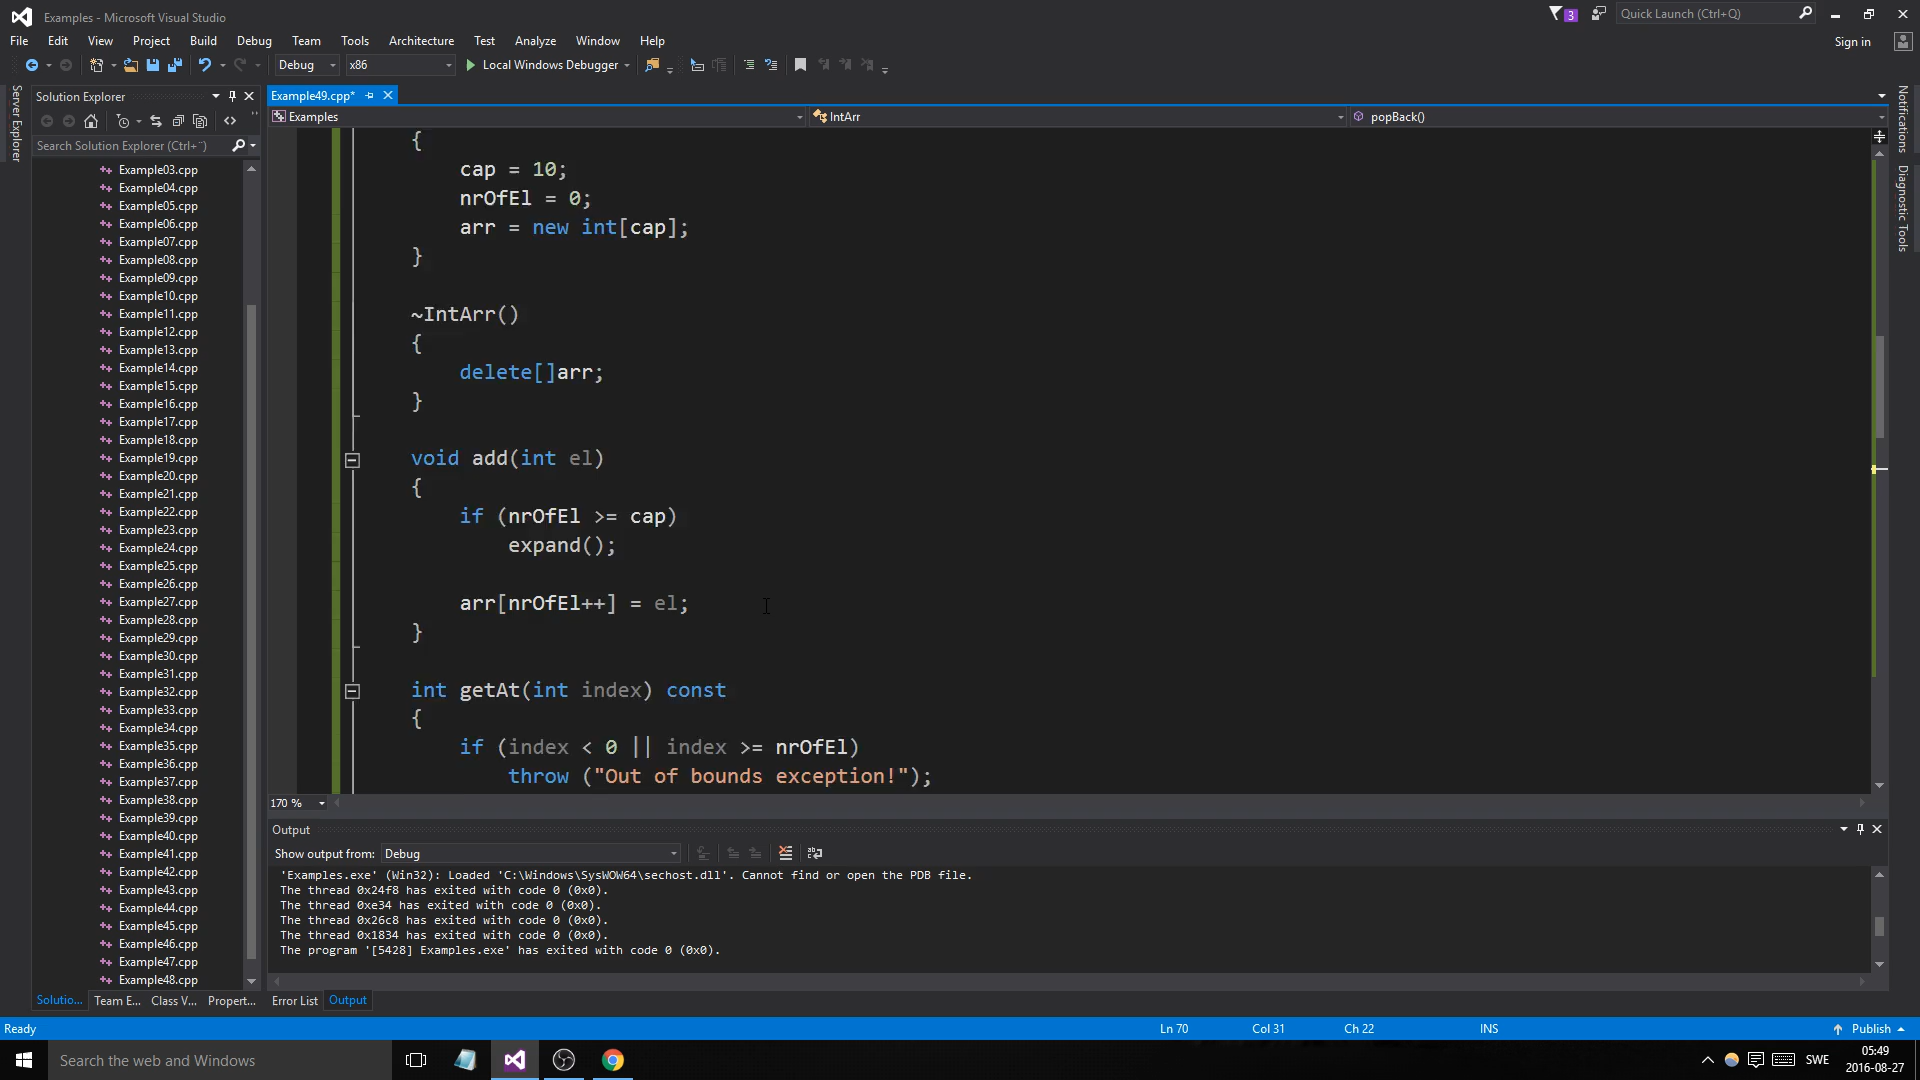 Examples - Microsoft Visual Studio
3
Quick Launch (Ctrl+Q)
File Edit View Project Build Debug Team Tools Architecture Test Analyze Window Help
Sign in
Debug x86 Local Windows Debugger
Server Explorer
Solution Explorer
Search Solution Explorer (Ctrl+¨)
Example03.cpp
Example04.cpp
Example05.cpp
Example06.cpp
Example07.cpp
Example08.cpp
Example09.cpp
Example10.cpp
Example11.cpp
Example12.cpp
Example13.cpp
Example14.cpp
Example15.cpp
Example16.cpp
Example17.cpp
Example18.cpp
Example19.cpp
Example20.cpp
Example21.cpp
Example22.cpp
Example23.cpp
Example24.cpp
Example25.cpp
Example26.cpp
Example27.cpp
Example28.cpp
Example29.cpp
Example30.cpp
Example31.cpp
Example32.cpp
Example33.cpp
Example34.cpp
Example35.cpp
Example36.cpp
Example37.cpp
Example38.cpp
Example39.cpp
Example40.cpp
Example41.cpp
Example42.cpp
Example43.cpp
Example44.cpp
Example45.cpp
Example46.cpp
Example47.cpp
Example48.cpp
Solutio... Team E... Class V... Propert...
Example49.cpp*
Examples IntArr popBack()
{
cap = 10;
nrOfEl = 0;
arr = new int[cap];
}
~IntArr()
{
delete[]arr;
}
void add(int el)
{
if (nrOfEl >= cap)
expand();
arr[nrOfEl++] = el;
}
int getAt(int index) const
{
if (index < 0 || index >= nrOfEl)
throw ("Out of bounds exception!");
170 %
Notifications
Diagnostic Tools
Output
Show output from: Debug
'Examples.exe' (Win32): Loaded 'C:\Windows\SysWOW64\sechost.dll'. Cannot find or open the PDB file.
The thread 0x24f8 has exited with code 0 (0x0).
The thread 0xe34 has exited with code 0 (0x0).
The thread 0x26c8 has exited with code 0 (0x0).
The thread 0x1834 has exited with code 0 (0x0).
The program '[5428] Examples.exe' has exited with code 0 (0x0).
Error List Output
Ready Ln 70 Col 31 Ch 22 INS Publish
Search the web and Windows
SWE
05:49
2016-08-27